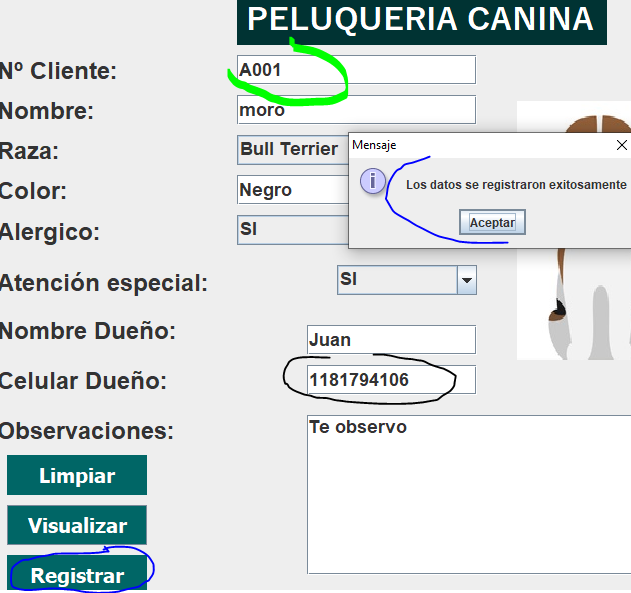 PELUQUERIA CANINA
Nº Cliente: A001
Nombre: moro
Raza: Bull Terrier
Color: Negro
Alergico: SI
Mensaje
Los datos se registraron exitosamente
Aceptar
Atención especial: SI
Nombre Dueño: Juan
Celular Dueño: 1181794106
Observaciones: Te observo
Limpiar
Visualizar
Registrar